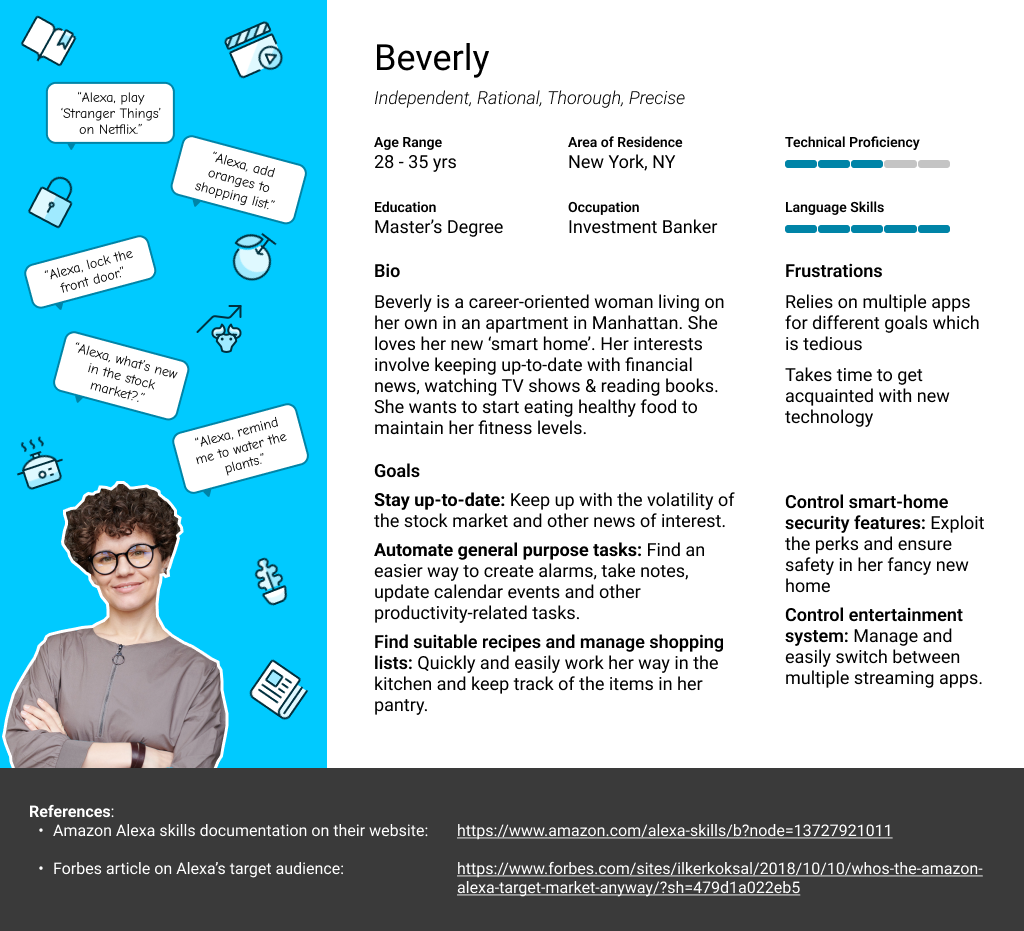 "Alexa, play
'Stranger Things'
on Netflix."
"Alexa, add
oranges to
shopping list."
"Alexa, lock the
front door."
"Alexa, what's new
in the stock
market?."
"Alexa, remind
me to water the
plants."
Beverly
Independent, Rational, Thorough, Precise
Age Range
28 - 35 yrs
Area of Residence
New York, NY
Technical Proficiency
Education
Master's Degree
Occupation
Investment Banker
Language Skills
Bio
Beverly is a career-oriented woman living on
her own in an apartment in Manhattan. She
loves her new 'smart home'. Her interests
involve keeping up-to-date with financial
news, watching TV shows & reading books.
She wants to start eating healthy food to
maintain her fitness levels.
Frustrations
Relies on multiple apps
for different goals which
is tedious
Takes time to get
acquainted with new
technology
Goals
Stay up-to-date: Keep up with the volatility of
the stock market and other news of interest.
Automate general purpose tasks: Find an
easier way to create alarms, take notes,
update calendar events and other
productivity-related tasks.
Find suitable recipes and manage shopping
lists: Quickly and easily work her way in the
kitchen and keep track of the items in her
pantry.
Control smart-home
security features: Exploit
the perks and ensure
safety in her fancy new
home
Control entertainment
system: Manage and
easily switch between
multiple streaming apps.
References:
• Amazon Alexa skills documentation on their website: https://www.amazon.com/alexa-skills/b?node=13727921011
• Forbes article on Alexa's target audience: https://www.forbes.com/sites/ilkerkoksal/2018/10/10/whos-the-amazon-
alexa-target-market-anyway/?sh=479d1a022eb5